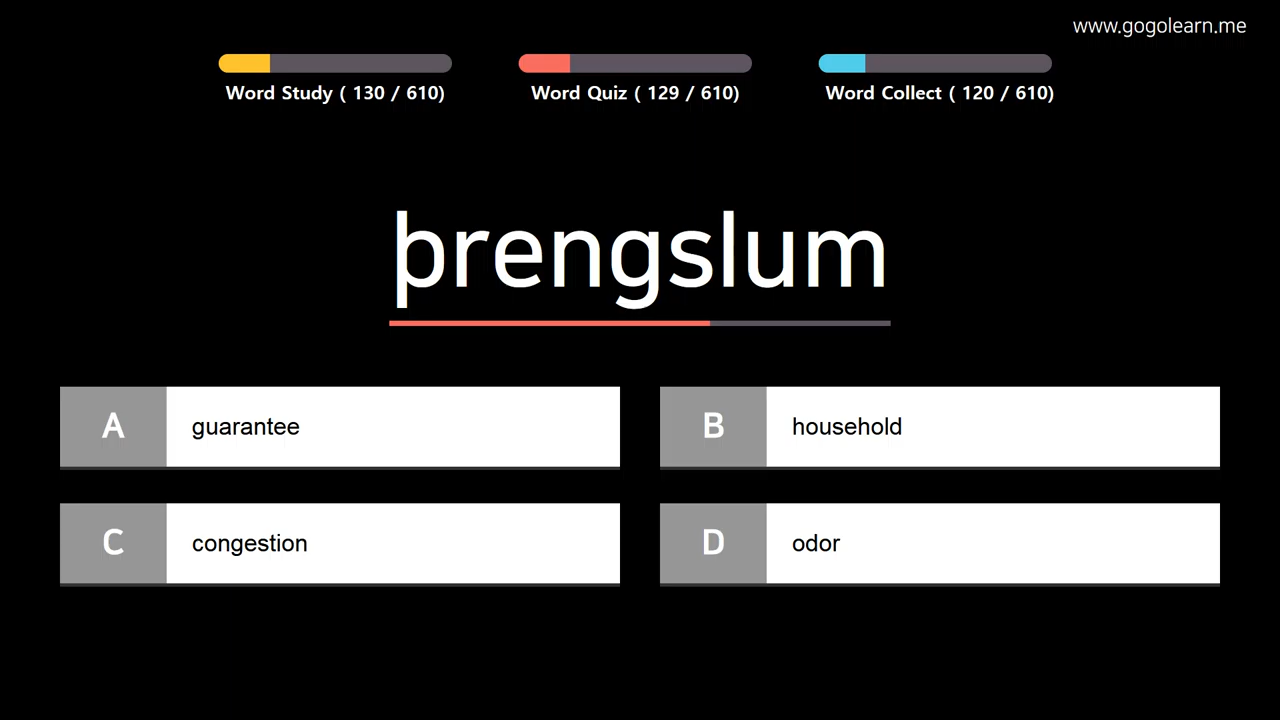 www.gogolearn.me
Word Study ( 130 / 610)
Word Quiz ( 129 / 610)
Word Collect ( 120 / 610)
þrengslum
A guarantee
B household
C congestion
D odor